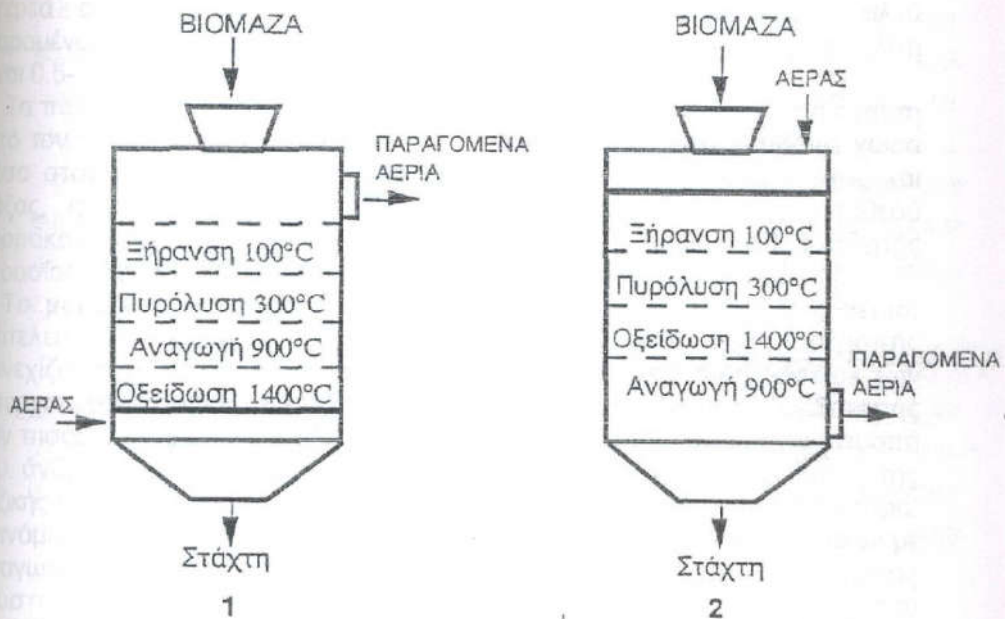 ΒΙΟΜΑΖΑ
ΠΑΡΑΓΟΜΕΝΑ
ΑΕΡΙΑ
Ξήρανση 100°C
Πυρόλυση 300°C
Αναγωγή 900°C
Οξείδωση 1400°C
ΑΕΡΑΣ
Στάχτη
1
ΒΙΟΜΑΖΑ
ΑΕΡΑΣ
Ξήρανση 100°C
Πυρόλυση 300°C
Οξείδωση 1400°C
Αναγωγή 900°C
ΠΑΡΑΓΟΜΕΝΑ
ΑΕΡΙΑ
Στάχτη
2